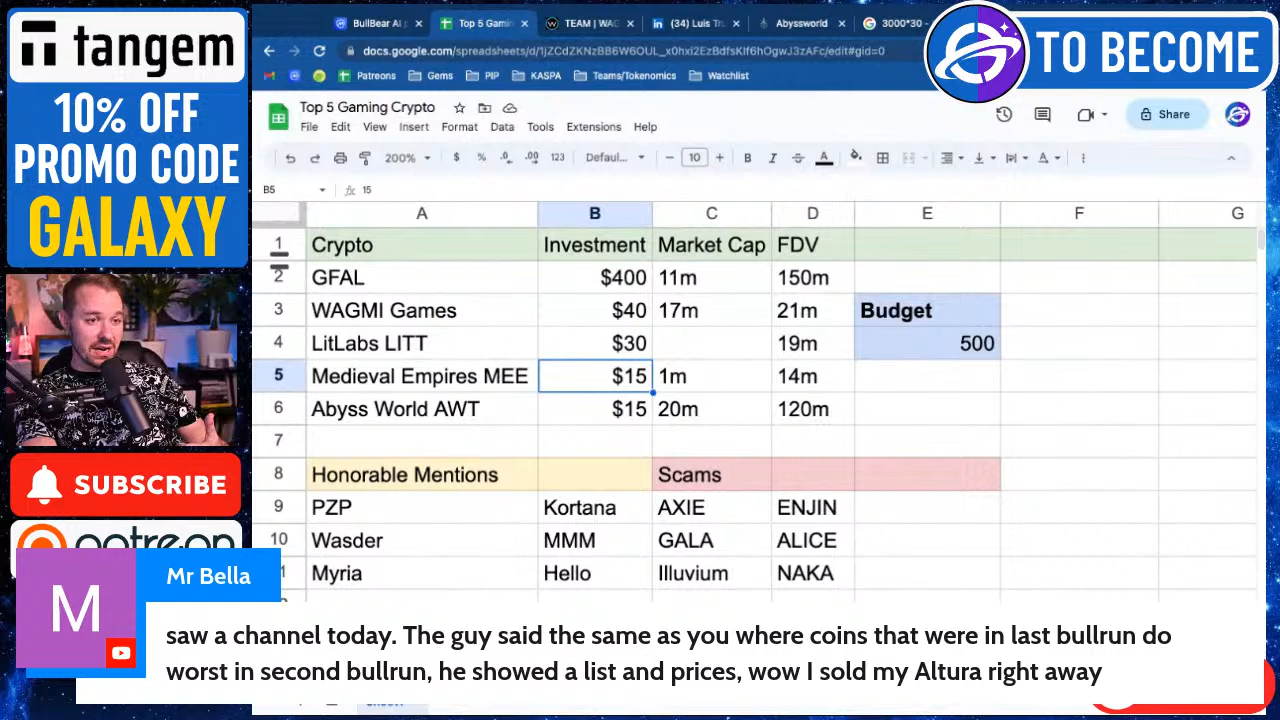 tangem
10% OFF
PROMO CODE
GALAXY
SUBSCRIBE
patreon
TO BECOME
BullBear AI
Top 5 Gam
TEAM | WAG
(34) Luis T
Abyssworld
3000*30 -
docs.google.com/spreadsheets/d/1jZCdZKNzBB6W6OUL_x0hxi2EzBdfsKIf6hOgwJ3zAFc/edit#gid=0
Patreons
Gems
PIP
KASPA
Teams/Tokenomics
Watchlist
Top 5 Gaming Crypto
File Edit View Insert Format Data Tools Extensions Help
Share
200% $ % .0 .00 123 Defaul... − 10 + B I A
B5 fx 15
A B C D E F G
1 Crypto Investment Market Cap FDV
2 GFAL $400 11m 150m
3 WAGMI Games $40 17m 21m Budget
4 LitLabs LITT $30 19m 500
5 Medieval Empires MEE $15 1m 14m
6 Abyss World AWT $15 20m 120m
7
8 Honorable Mentions Scams
9 PZP Kortana AXIE ENJIN
10 Wasder MMM GALA ALICE
1 Myria Hello Illuvium NAKA
M
Mr Bella
saw a channel today. The guy said the same as you where coins that were in last bullrun do
worst in second bullrun, he showed a list and prices, wow I sold my Altura right away